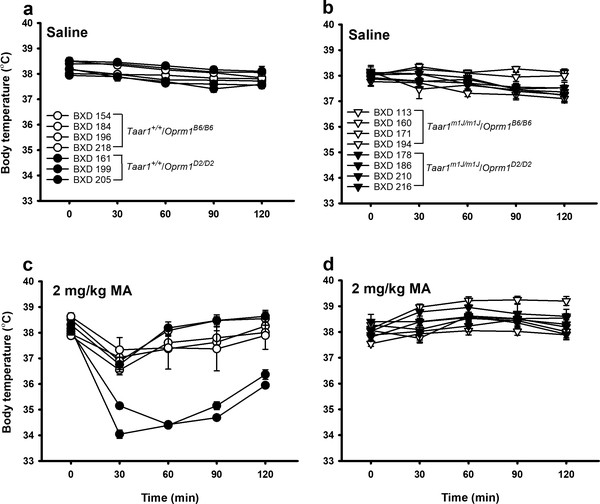 a
b
Saline
Saline
Body temperature (°C)
Body temperature (°C)
40
39
38
37
36
35
34
33
41
40
39
38
37
36
35
34
33
BXD 154
BXD 184
BXD 196
BXD 218
BXD 161
BXD 199
BXD 205
Taar1+/+/Oprm1B6/B6
Taar1+/+/Oprm1D2/D2
BXD 113
BXD 160
BXD 171
BXD 194
BXD 178
BXD 186
BXD 210
BXD 216
Taar1m1J/m1J/Oprm1B6/B6
Taar1m1J/m1J/Oprm1D2/D2
0 30 60 90 120
0 30 60 90 120
c
d
2 mg/kg MA
2 mg/kg MA
Body temperature (°C)
Body temperature (°C)
40
39
38
37
36
35
34
33
41
40
39
38
37
36
35
34
33
0 30 60 90 120
0 30 60 90 120
Time (min)
Time (min)